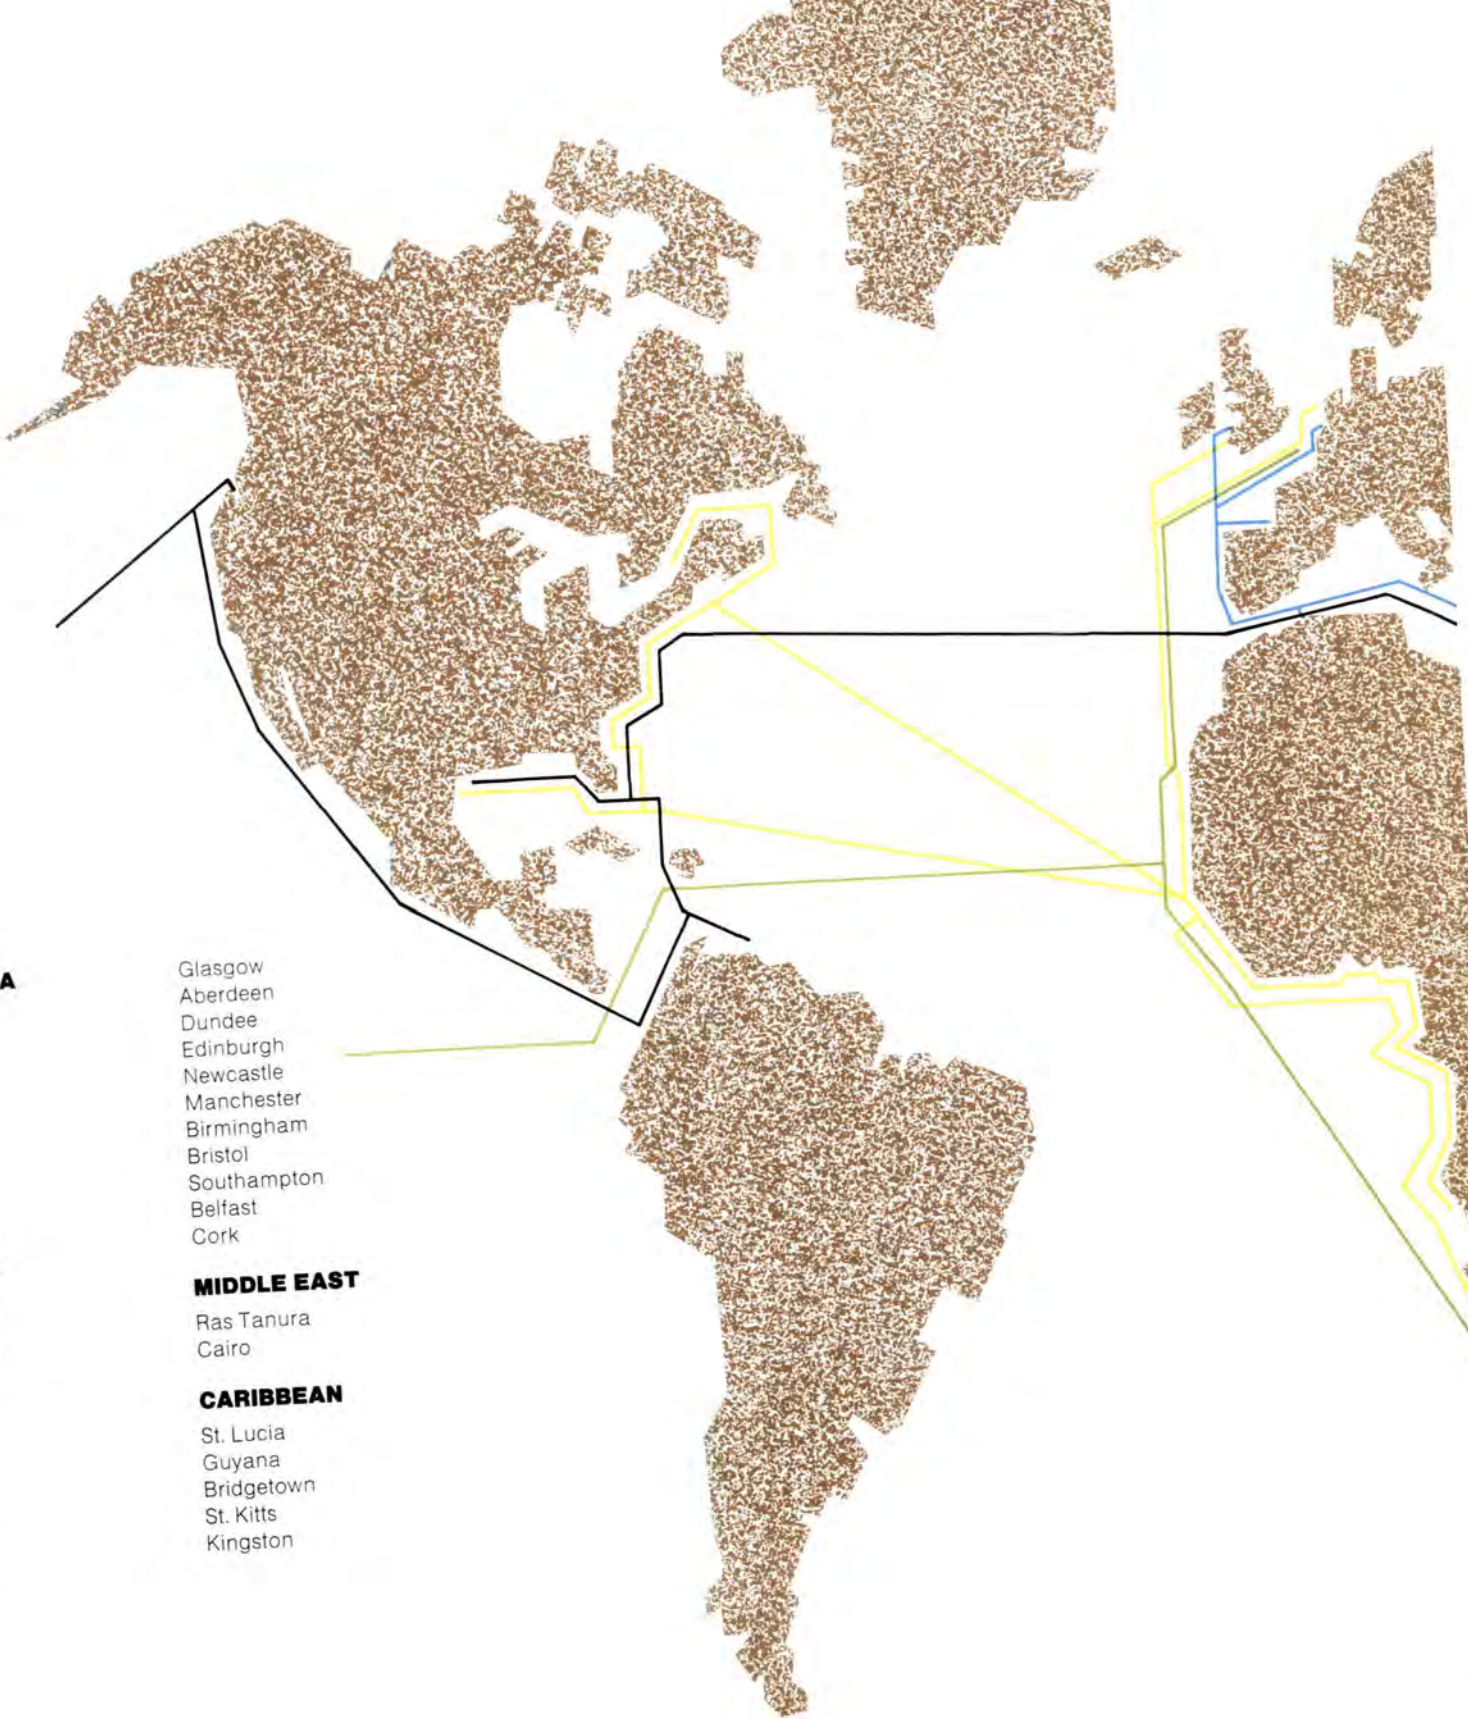 A
Glasgow
Aberdeen
Dundee
Edinburgh
Newcastle
Manchester
Birmingham
Bristol
Southampton
Belfast
Cork
MIDDLE EAST
Ras Tanura
Cairo
CARIBBEAN
St. Lucia
Guyana
Bridgetown
St. Kitts
Kingston